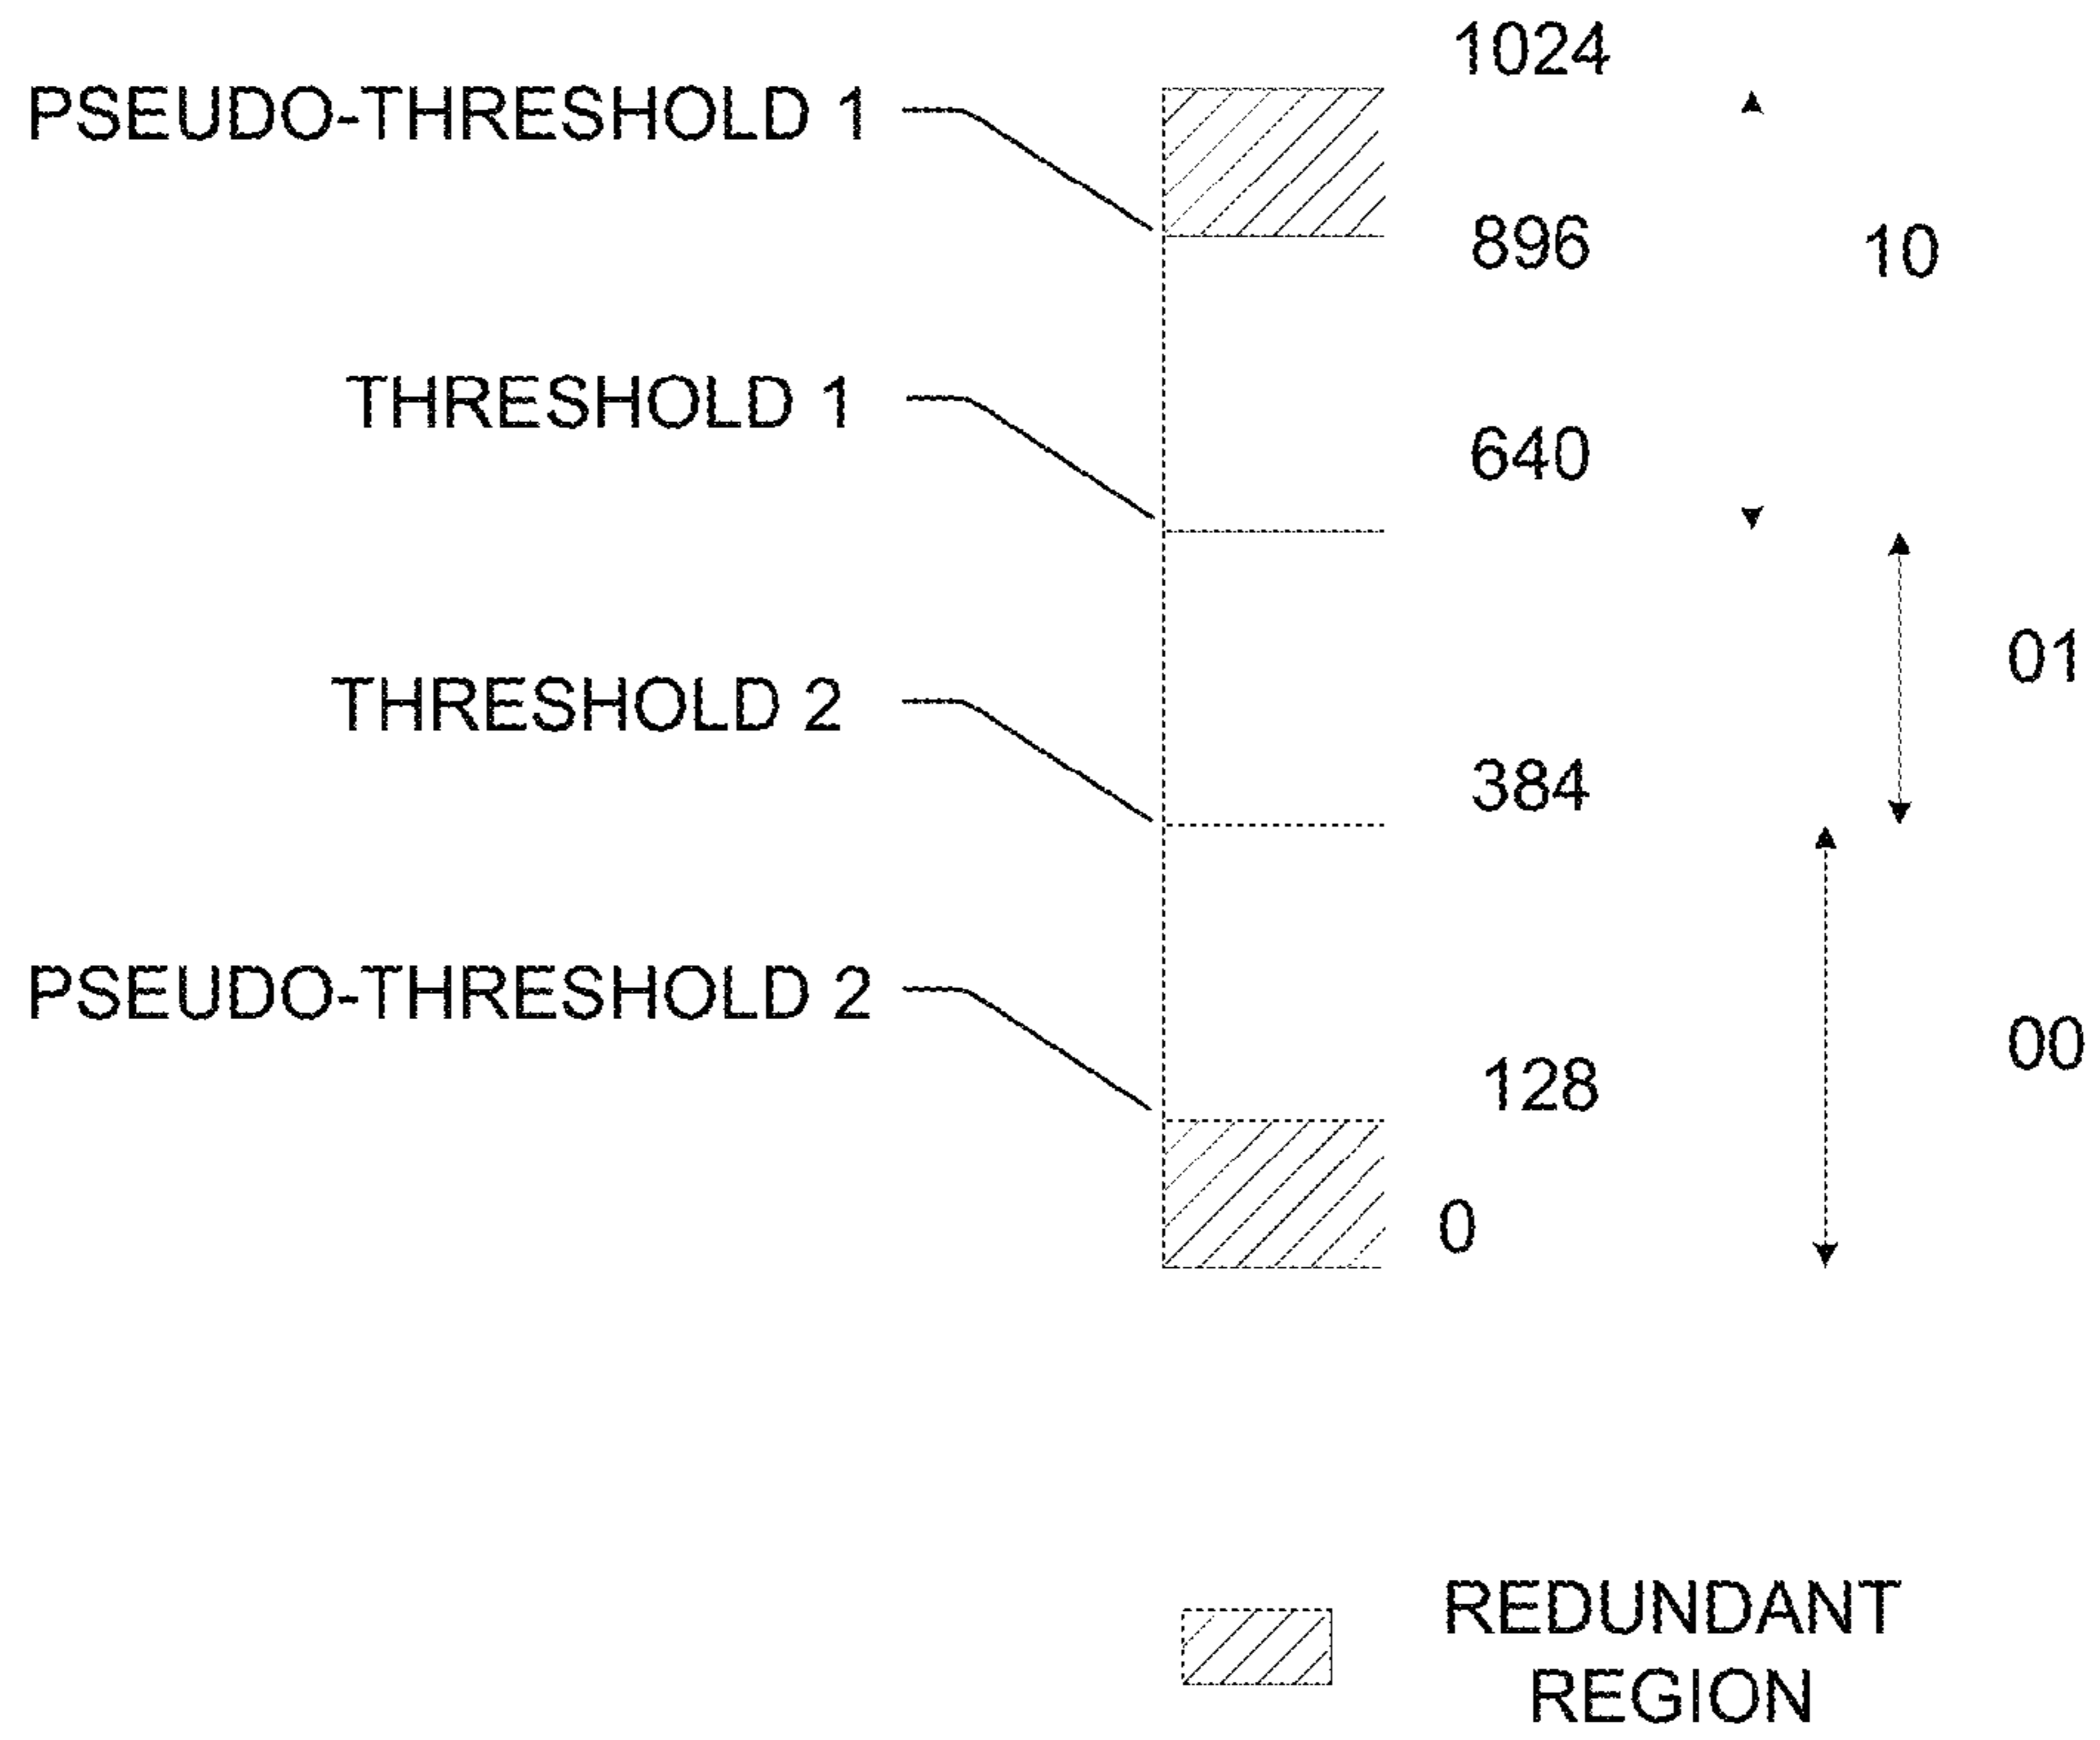 1024
PSEUDO-THRESHOLD 1
896
10
THRESHOLD 1
640
01
THRESHOLD 2
384
PSEUDO-THRESHOLD 2
00
128
0
REDUNDANT
REGION